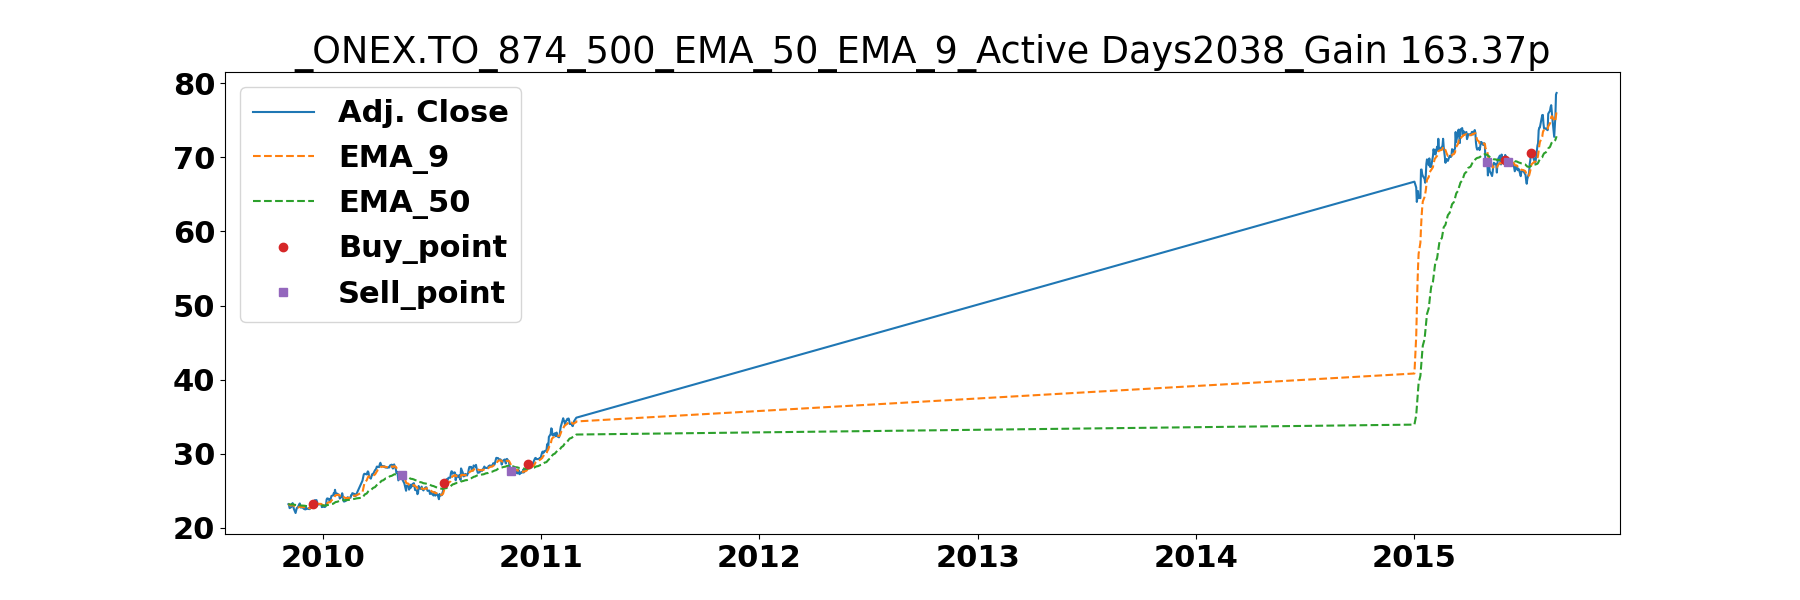 _ONEX.TO_874_500_EMA_50_EMA_9_Active Days2038_Gain 163.37p
80
70
60
50
40
30
20
Adj. Close
EMA_9
EMA_50
Buy_point
Sell_point
2010 2011 2012 2013 2014 2015